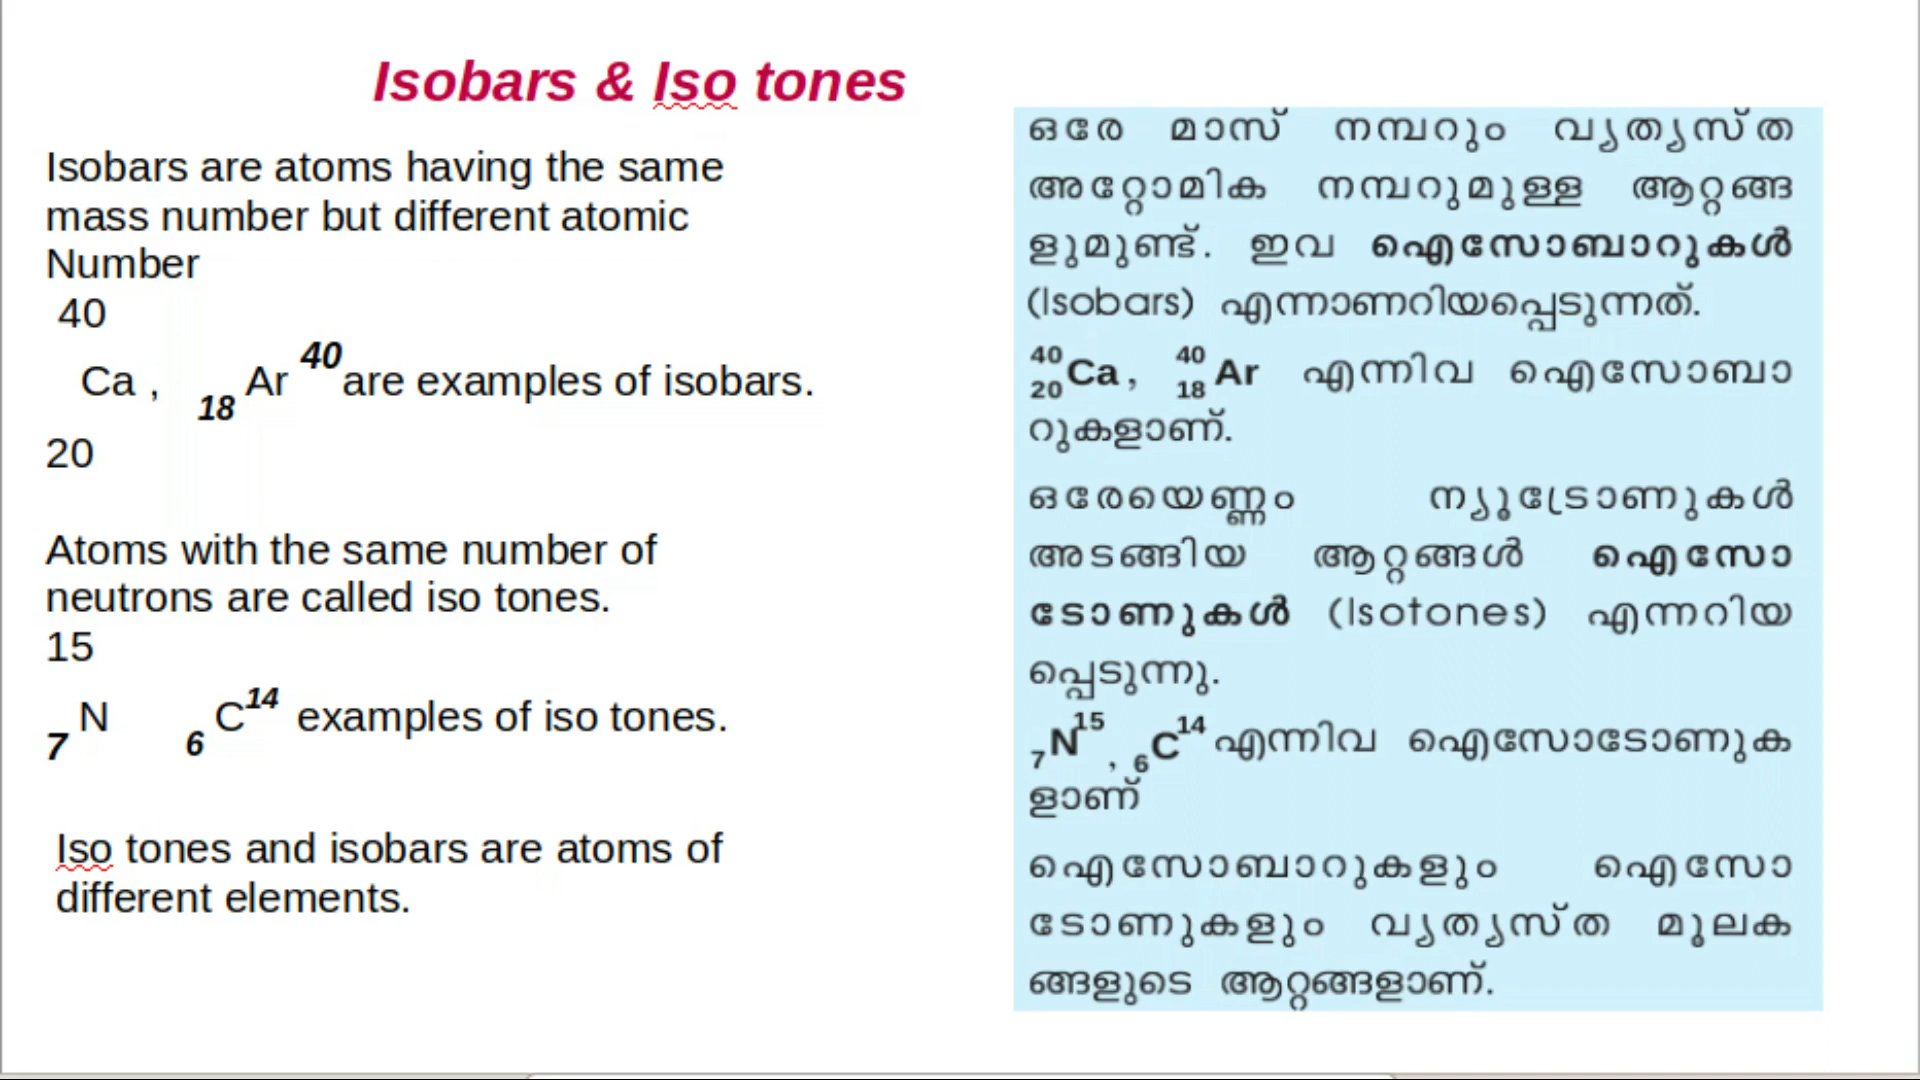 Isobars & Iso tones
Isobars are atoms having the same
mass number but different atomic
Number
40
Ca , 18 Ar 40 are examples of isobars.
20
Atoms with the same number of
neutrons are called iso tones.
15
7 N 6 C 14 examples of iso tones.
Iso tones and isobars are atoms of
different elements.
ഒരേ മാസ് നമ്പറും വ്യത്യസ്ത
അറ്റോമിക നമ്പറുമുള്ള ആറ്റങ്ങ
ളുമുണ്ട്. ഇവ ഐസോബാറുകൾ
(Isobars) എന്നാണറിയപ്പെടുന്നത്.
40 20 Ca, 40 18 Ar എന്നിവ ഐസോബാ
റുകളാണ്.
ഒരേയെണ്ണം ന്യൂട്രോണുകൾ
അടങ്ങിയ ആറ്റങ്ങൾ ഐസോ
ടോണുകൾ (Isotones) എന്നറിയ
പ്പെടുന്നു.
7 N 15 , 6 C 14 എന്നിവ ഐസോടോണുക
ളാണ്
ഐസോബാറുകളും ഐസോ
ടോണുകളും വ്യത്യസ്ത മൂലക
ങ്ങളുടെ ആറ്റങ്ങളാണ്.